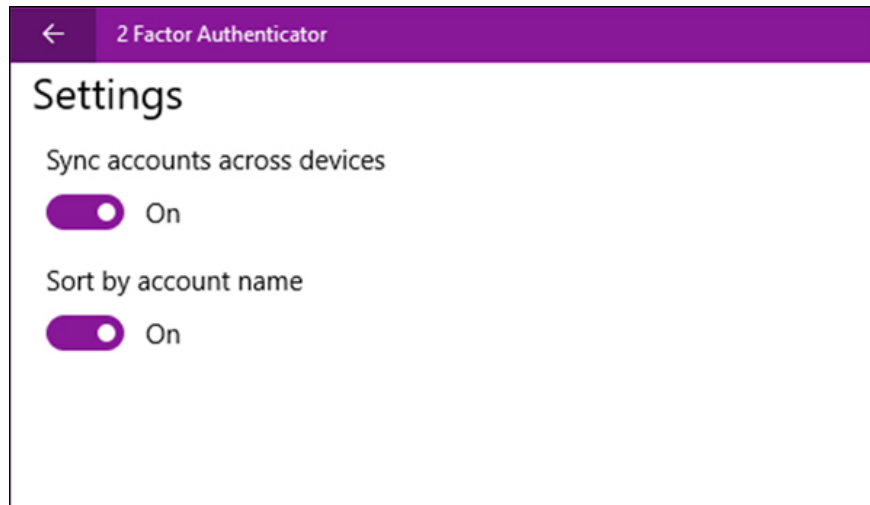 2 Factor Authenticator
Settings
Sync accounts across devices
On
Sort by account name
On